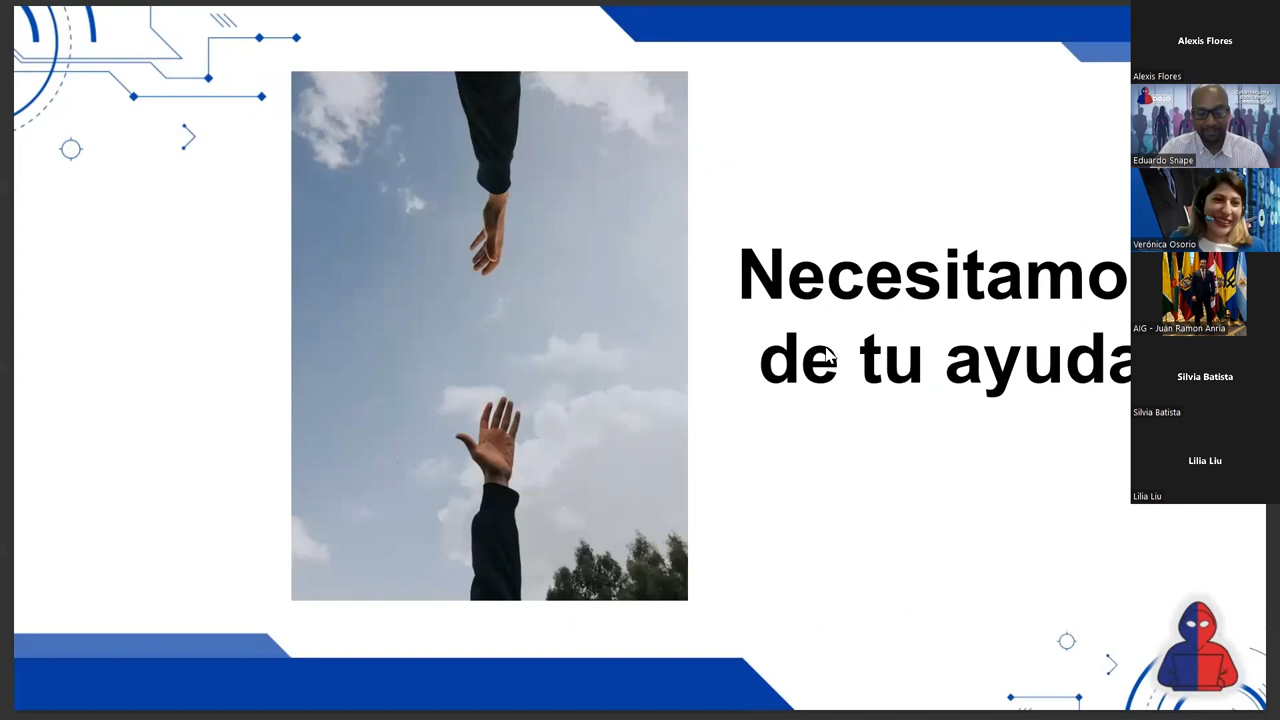 Necesitamo
de tu ayuda
Alexis Flores
Alexis Flores
Eduardo Snape
Verónica Osorio
AIG - Juan Ramon Anria
Silvia Batista
Silvia Batista
Lilia Liu
Lilia Liu